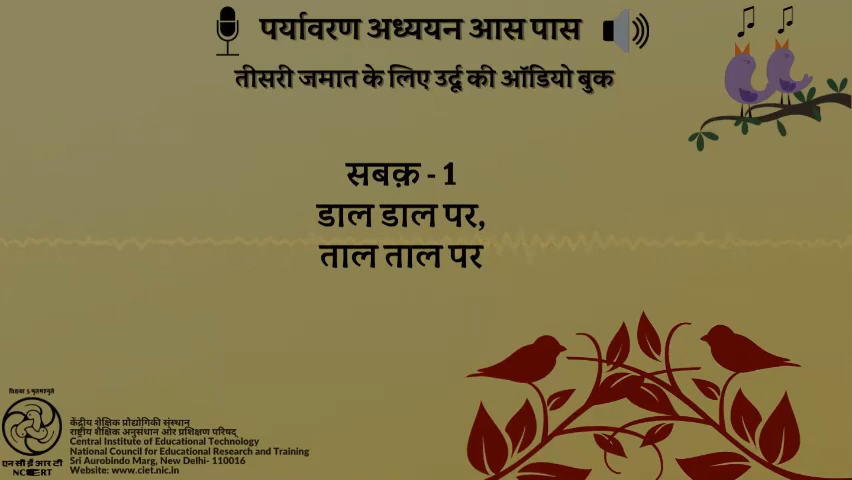 पर्यावरण अध्ययन आस पास
तीसरी जमात के लिए उर्दू की ऑडियो बुक
सबक़ - 1
डाल डाल पर,
ताल ताल पर
एन सी ई आर टी
NCERT
केंद्रीय शैक्षिक प्रौद्योगिकी संस्थान
राष्ट्रीय शैक्षिक अनुसंधान और प्रशिक्षण परिषद्
Central Institute of Educational Technology
National Council for Educational Research and Training
Sri Aurobindo Marg, New Delhi- 110016
Website: www.ciet.nic.in